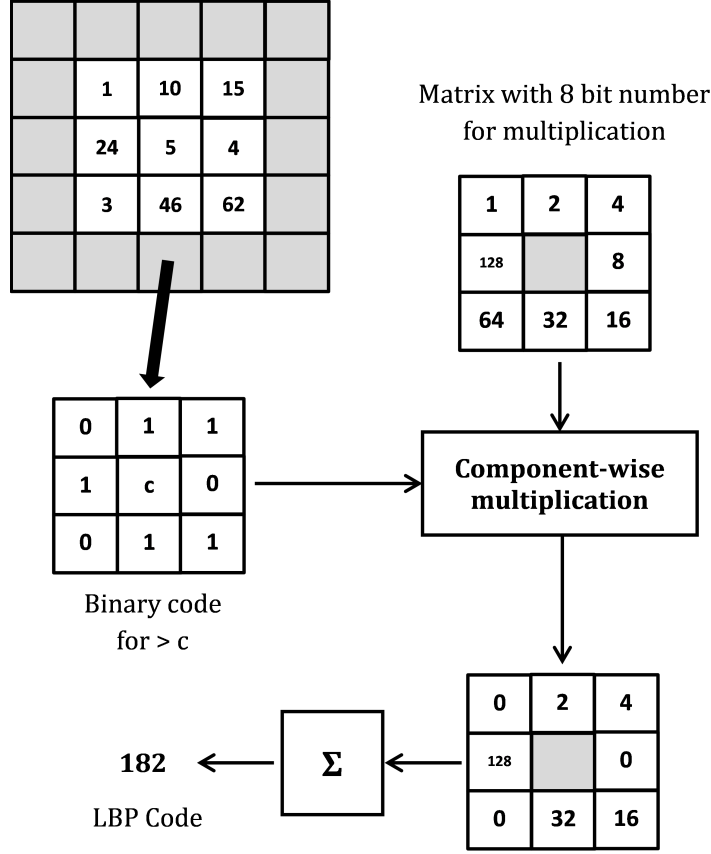 1 10 15
24 5 4
3 46 62
Matrix with 8 bit number
for multiplication
1 2 4
128 8
64 32 16
0 1 1
1 c 0
0 1 1
Binary code
for > c
Component-wise
multiplication
0 2 4
128 0
0 32 16
Σ
182
LBP Code